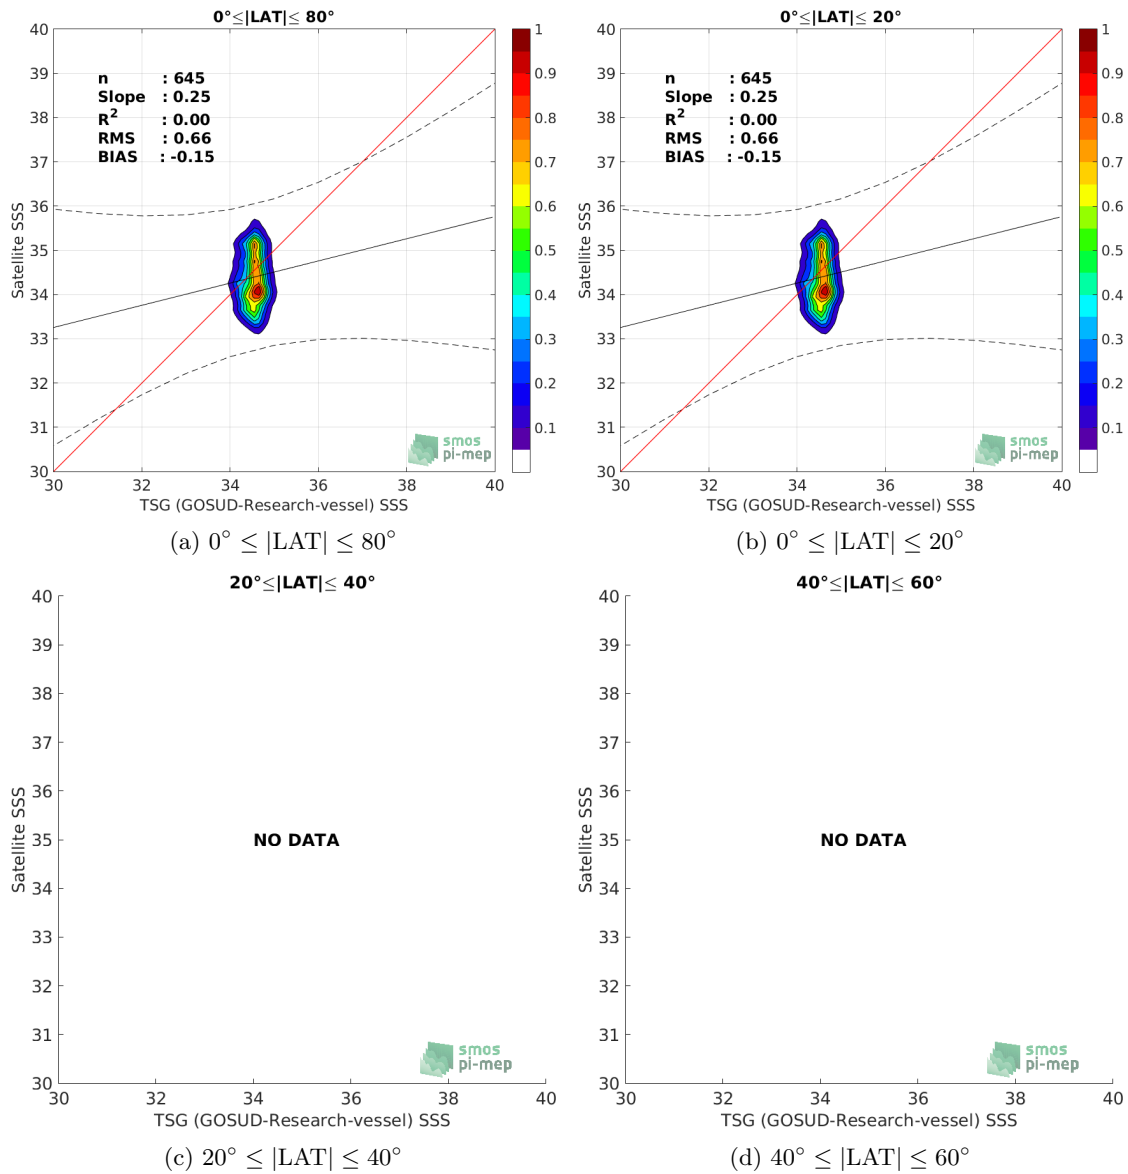 0°≤|LAT|≤ 80°
40
39
38
37
36
35
34
33
32
31
30
Satellite SSS
n : 645
Slope : 0.25
R² : 0.00
RMS : 0.66
BIAS : -0.15
smos
pi-mep
30 32 34 36 38 40
TSG (GOSUD-Research-vessel) SSS
1
0.9
0.8
0.7
0.6
0.5
0.4
0.3
0.2
0.1
(a) 0° ≤ |LAT| ≤ 80°
0°≤|LAT|≤ 20°
40
39
38
37
36
35
34
33
32
31
30
Satellite SSS
n : 645
Slope : 0.25
R² : 0.00
RMS : 0.66
BIAS : -0.15
smos
pi-mep
30 32 34 36 38 40
TSG (GOSUD-Research-vessel) SSS
1
0.9
0.8
0.7
0.6
0.5
0.4
0.3
0.2
0.1
(b) 0° ≤ |LAT| ≤ 20°
20°≤|LAT|≤ 40°
40
39
38
37
36
35
34
33
32
31
30
Satellite SSS
NO DATA
smos
pi-mep
30 32 34 36 38 40
TSG (GOSUD-Research-vessel) SSS
(c) 20° ≤ |LAT| ≤ 40°
40°≤|LAT|≤ 60°
40
39
38
37
36
35
34
33
32
31
30
Satellite SSS
NO DATA
smos
pi-mep
30 32 34 36 38 40
TSG (GOSUD-Research-vessel) SSS
(d) 40° ≤ |LAT| ≤ 60°